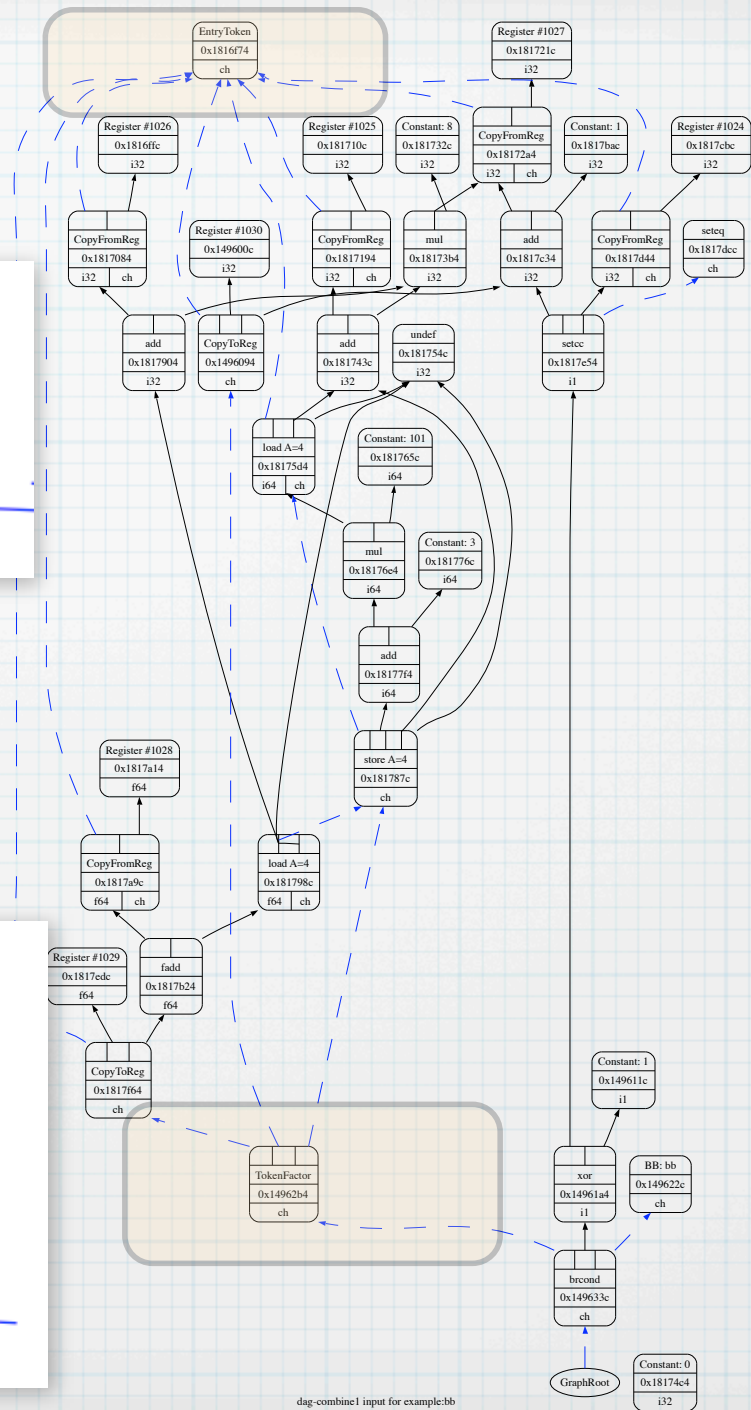 EntryToken
0x1816f74
ch
Register #1027
0x181721c
i32
Register #1026
0x1816ffc
i32
Register #1025
0x181710c
i32
Constant: 8
0x181732c
i32
CopyFromReg
0x18172a4
i32 ch
Constant: 1
0x1817bac
i32
Register #1024
0x1817cbc
i32
CopyFromReg
0x1817084
i32 ch
Register #1030
0x149600c
i32
CopyFromReg
0x1817194
i32 ch
mul
0x18173b4
i32
add
0x1817c34
i32
CopyFromReg
0x1817d44
i32 ch
seteq
0x1817dcc
ch
add
0x1817904
i32
CopyToReg
0x1496094
ch
add
0x181743c
i32
undef
0x181754c
i32
setcc
0x1817e54
i1
load A=4
0x18175d4
i64 ch
Constant: 101
0x181765c
i64
mul
0x18176e4
i64
Constant: 3
0x181776c
i64
add
0x18177f4
i64
store A=4
0x181787c
ch
Register #1028
0x1817a14
f64
CopyFromReg
0x1817a9c
f64 ch
load A=4
0x181798c
f64 ch
Register #1029
0x1817edc
f64
fadd
0x1817b24
f64
CopyToReg
0x1817f64
ch
Constant: 1
0x149611c
i1
TokenFactor
0x14962b4
ch
xor
0x14961a4
i1
BB: bb
0x149622c
ch
brcond
0x149633c
ch
GraphRoot
Constant: 0
0x18174c4
i32
dag-combine1 input for example:bb